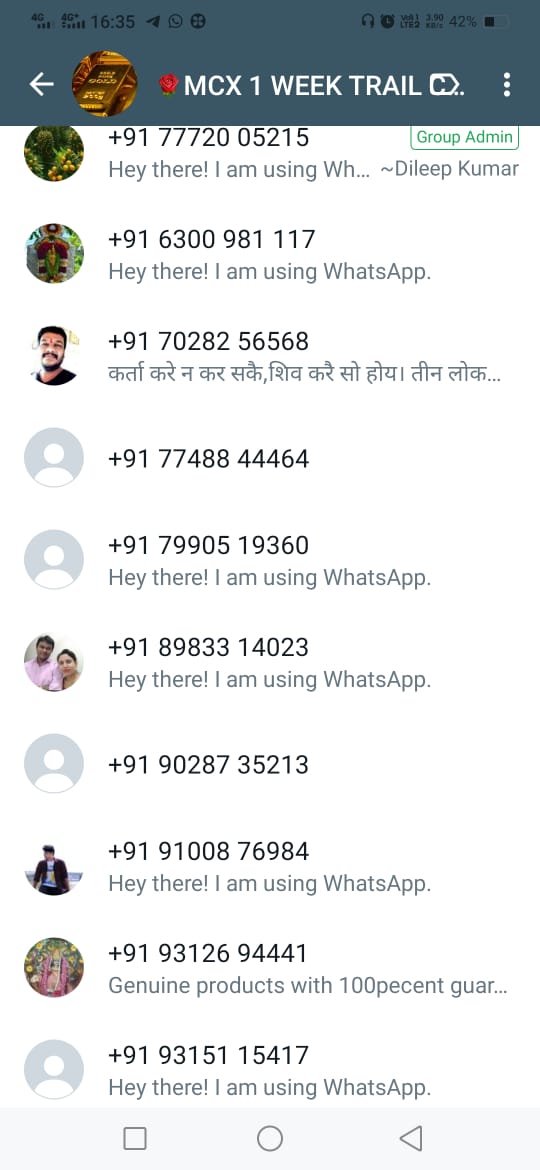 4G 4G+ 16:35 Vo) 1 LTE2 3.90 KB/s 42%
🌹MCX 1 WEEK TRAIL
+91 77720 05215 Group Admin
Hey there! I am using Wh... ~Dileep Kumar
+91 6300 981 117
Hey there! I am using WhatsApp.
+91 70282 56568
कर्ता करे न कर सकै,शिव करै सो होय। तीन लोक...
+91 77488 44464
+91 79905 19360
Hey there! I am using WhatsApp.
+91 89833 14023
Hey there! I am using WhatsApp.
+91 90287 35213
+91 91008 76984
Hey there! I am using WhatsApp.
+91 93126 94441
Genuine products with 100pecent guar...
+91 93151 15417
Hey there! I am using WhatsApp.